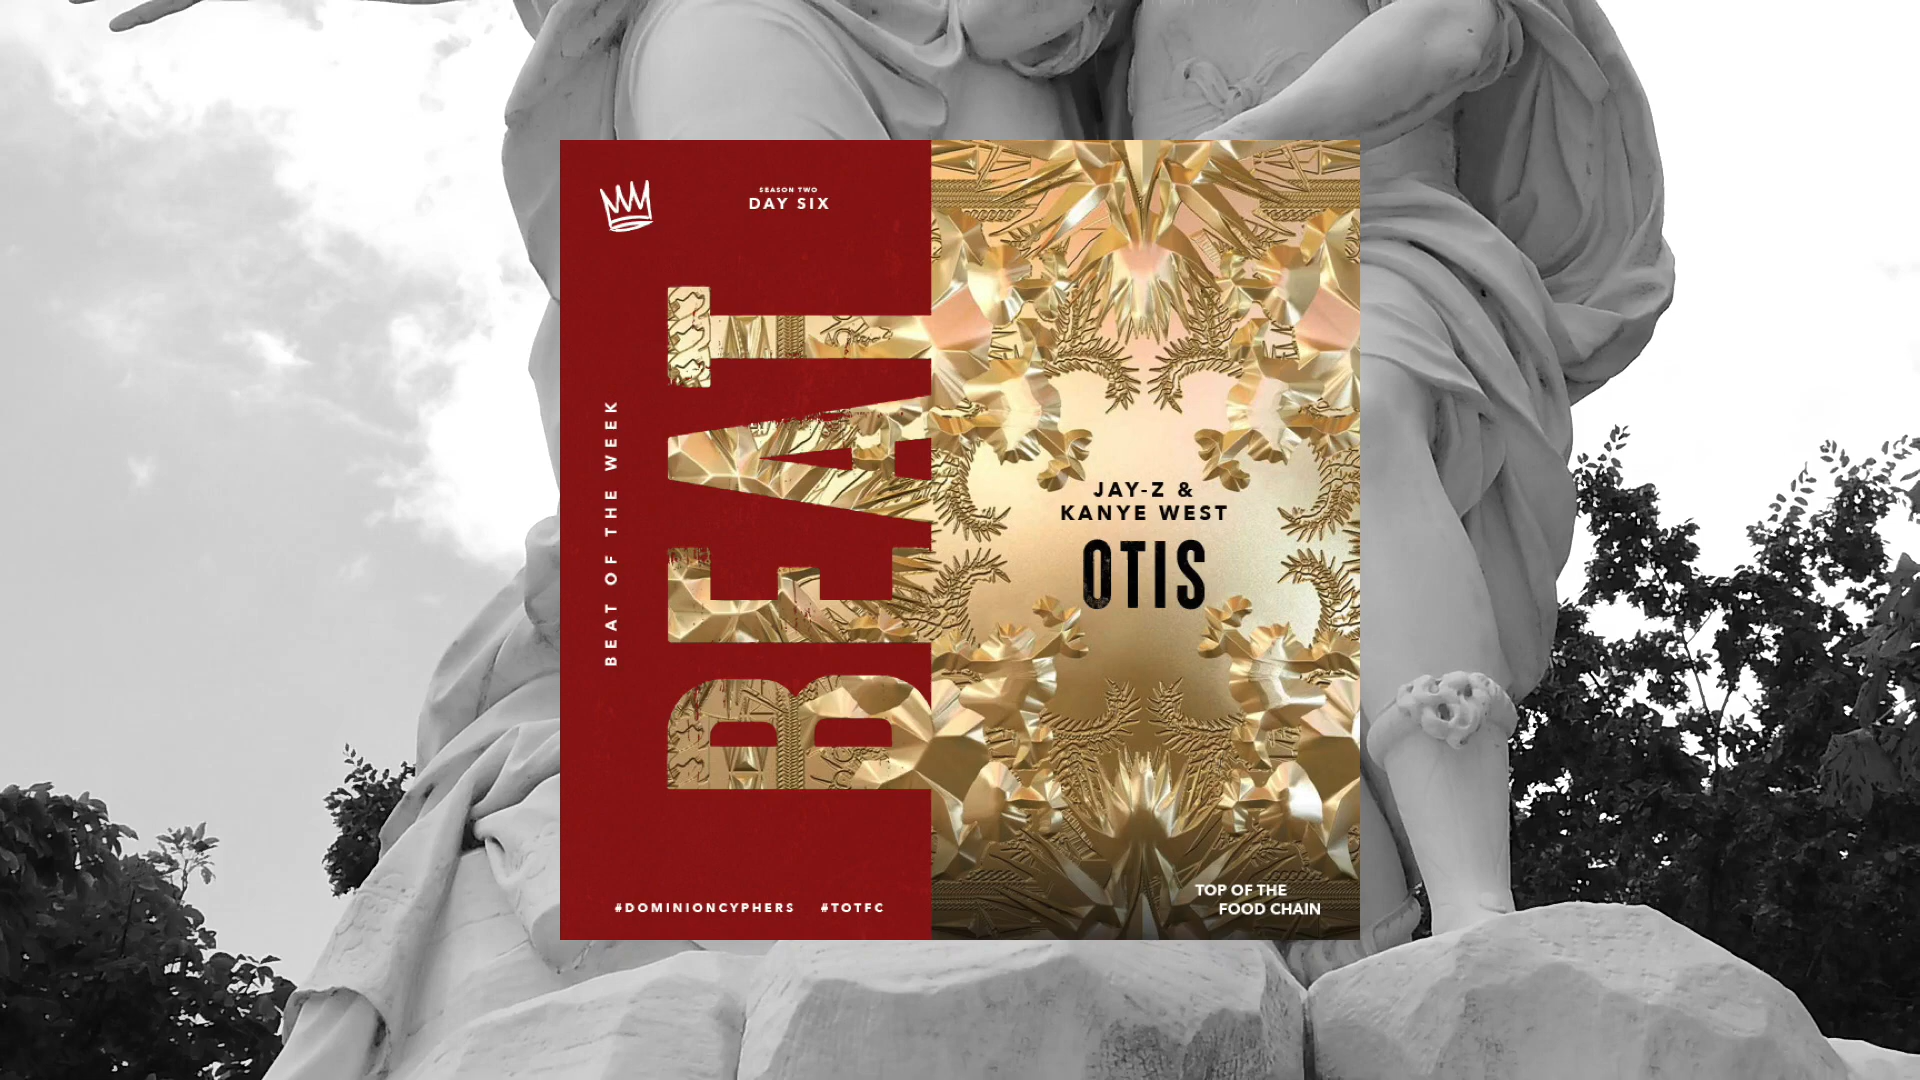 SEASON TWO
DAY SIX
BEAT OF THE WEEK
BEAT
JAY-Z &
KANYE WEST
OTIS
#DOMINIONCYPHERS #TOTFC
TOP OF THE
FOOD CHAIN